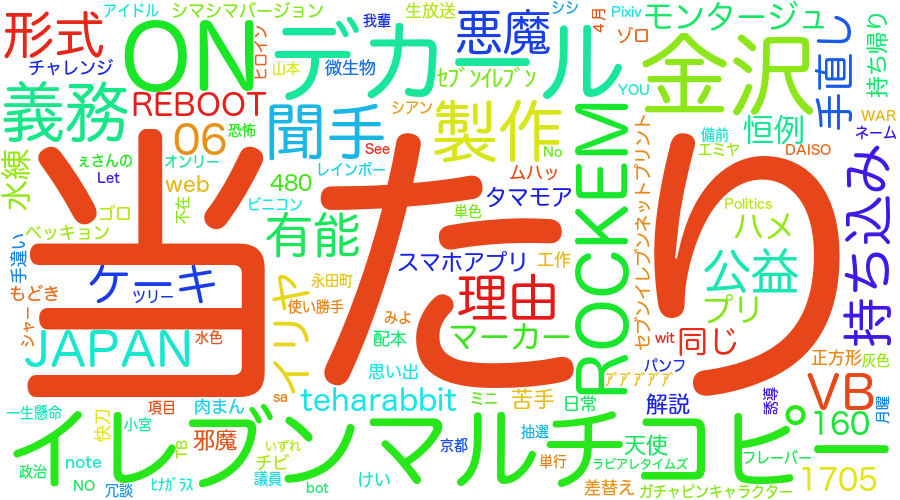 アイドル
シマシマバージョン
我輩
生放送
シシ
Pixiv
4月
ゾロ
モンタージュ
形式
ON
ヒロイン
デカール
悪魔
手直し
持ち帰り
チャレンジ
山本
微生物
セブンイレブン
YOU
金沢
義務
REBOOT
聞手
シアン
製作
ROCKEM
恒例
WAR
ネーム
06
恐怖
See
No
備前
エミヤ
DAISO
水練
ぇさんの
オンリー
レインボー
ムハッ
Let
web
480
タマモア
セブンイレブンネットプリント
持ち込み
ゴロ
不在
ビニコン
単色
Politics
ベッキョン
有能
ハメ
手違い
当たり
スマホアプリ
工作
公益
ケーキ
イリヤ
永田町
理由
プリ
もどき
ツリー
使い勝手
シャー
JAPAN
水色
みよ
配本
マーカー
wit
同じ
正方形
灰色
思い出
パンフ
アアアアア
VB
一生懸命
項目
肉まん
sa
teharabbit
ミニ
苦手
日常
解説
誘導
月曜
イレブンマルチコピー
160
快刀
小宮
邪魔
TB
いずれ
京都
抽選
天使
フレーバー
政治
note
チビ
議員
けい
単行
ラピアレタイムズ
1705
NO
冗談
ヒナガラス
bot
差替え
ガチャピンキャラクター